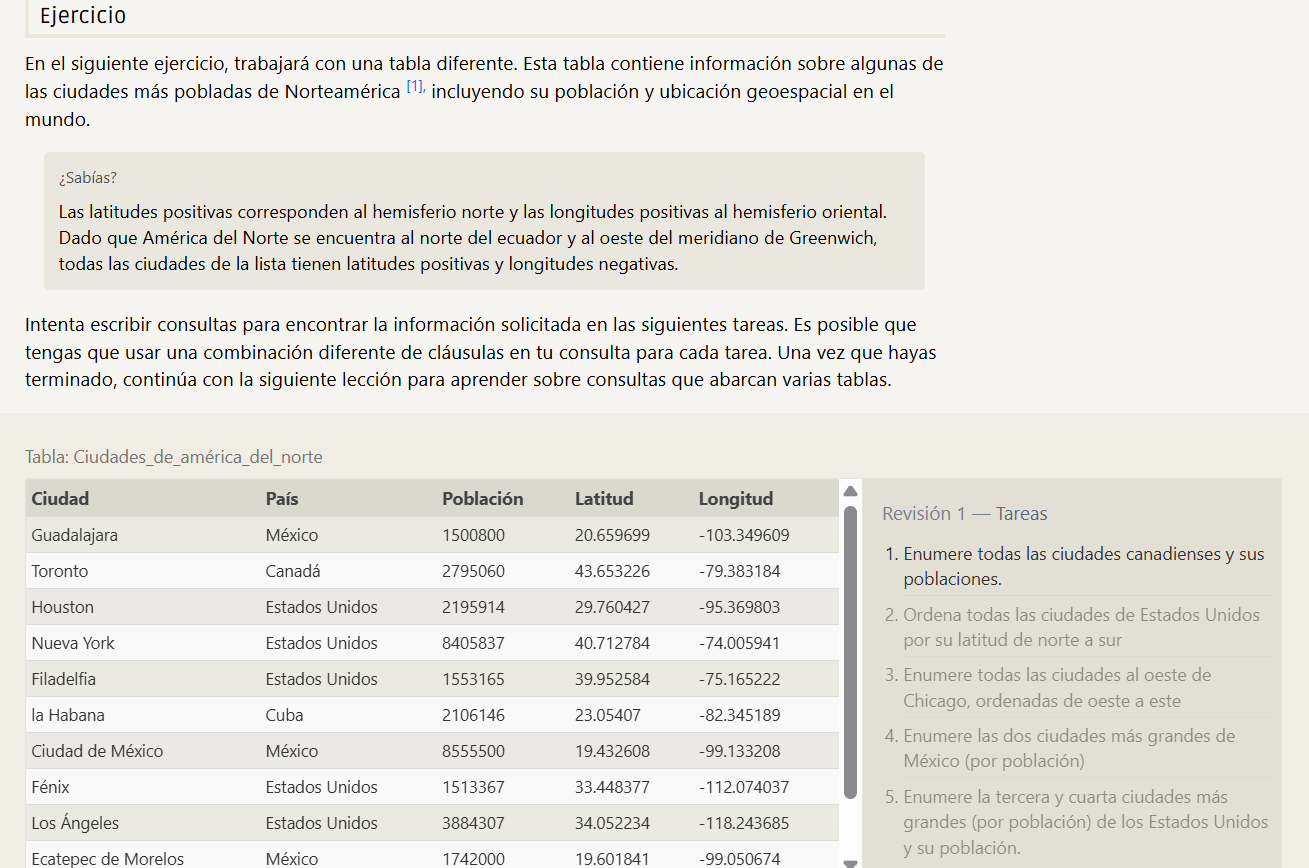 Ejercicio
En el siguiente ejercicio, trabajará con una tabla diferente. Esta tabla contiene información sobre algunas de
las ciudades más pobladas de Norteamérica [1], incluyendo su población y ubicación geoespacial en el
mundo.
¿Sabías?
Las latitudes positivas corresponden al hemisferio norte y las longitudes positivas al hemisferio oriental.
Dado que América del Norte se encuentra al norte del ecuador y al oeste del meridiano de Greenwich,
todas las ciudades de la lista tienen latitudes positivas y longitudes negativas.
Intenta escribir consultas para encontrar la información solicitada en las siguientes tareas. Es posible que
tengas que usar una combinación diferente de cláusulas en tu consulta para cada tarea. Una vez que hayas
terminado, continúa con la siguiente lección para aprender sobre consultas que abarcan varias tablas.
Tabla: Ciudades_de_américa_del_norte
Ciudad País Población Latitud Longitud
Guadalajara México 1500800 20.659699 -103.349609
Toronto Canadá 2795060 43.653226 -79.383184
Houston Estados Unidos 2195914 29.760427 -95.369803
Nueva York Estados Unidos 8405837 40.712784 -74.005941
Filadelfia Estados Unidos 1553165 39.952584 -75.165222
la Habana Cuba 2106146 23.05407 -82.345189
Ciudad de México México 8555500 19.432608 -99.133208
Fénix Estados Unidos 1513367 33.448377 -112.074037
Los Ángeles Estados Unidos 3884307 34.052234 -118.243685
Ecatepec de Morelos México 1742000 19.601841 -99.050674
Revisión 1 — Tareas
1. Enumere todas las ciudades canadienses y sus
poblaciones.
2. Ordena todas las ciudades de Estados Unidos
por su latitud de norte a sur
3. Enumere todas las ciudades al oeste de
Chicago, ordenadas de oeste a este
4. Enumere las dos ciudades más grandes de
México (por población)
5. Enumere la tercera y cuarta ciudades más
grandes (por población) de los Estados Unidos
y su población.